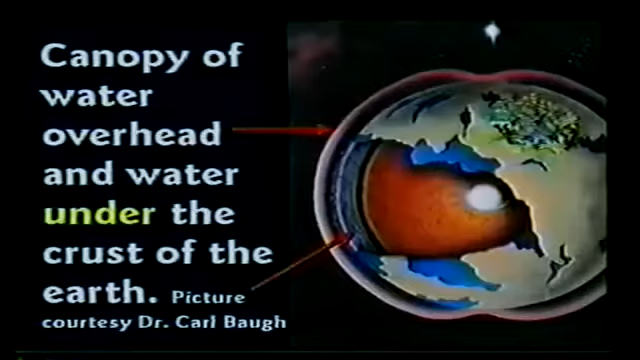 Canopy of
water
overhead
and water
under the
crust of the
earth. Picture
courtesy Dr. Carl Baugh